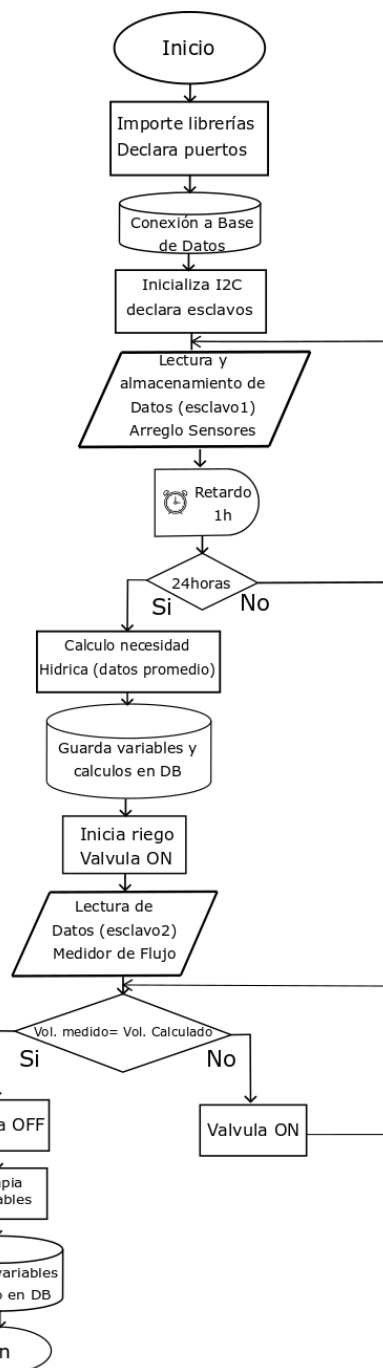 Inicio
Importe librerías
Declara puertos
Conexión a Base
de Datos
Inicializa I2C
declara esclavos
Lectura y
almacenamiento de
Datos (esclavo1)
Arreglo Sensores
Retardo
1h
24horas
Si
No
Calculo necesidad
Hidrica (datos promedio)
Guarda variables y
calculos en DB
Inicia riego
Valvula ON
Lectura de
Datos (esclavo2)
Medidor de Flujo
Vol. medido= Vol. Calculado
Si
No
OFF
Valvula ON
variables
en DB